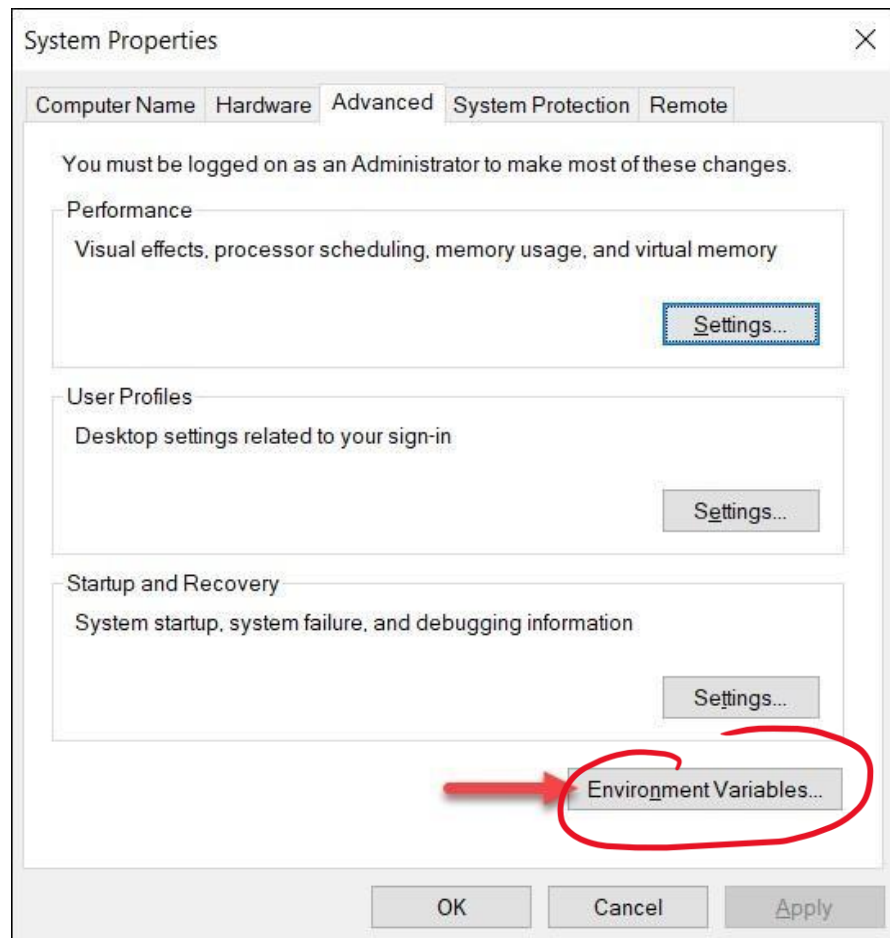 System Properties
Computer Name Hardware Advanced System Protection Remote
You must be logged on as an Administrator to make most of these changes.
Performance
Visual effects, processor scheduling, memory usage, and virtual memory
Settings...
User Profiles
Desktop settings related to your sign-in
Settings...
Startup and Recovery
System startup, system failure, and debugging information
Settings...
Environment Variables...
OK Cancel Apply